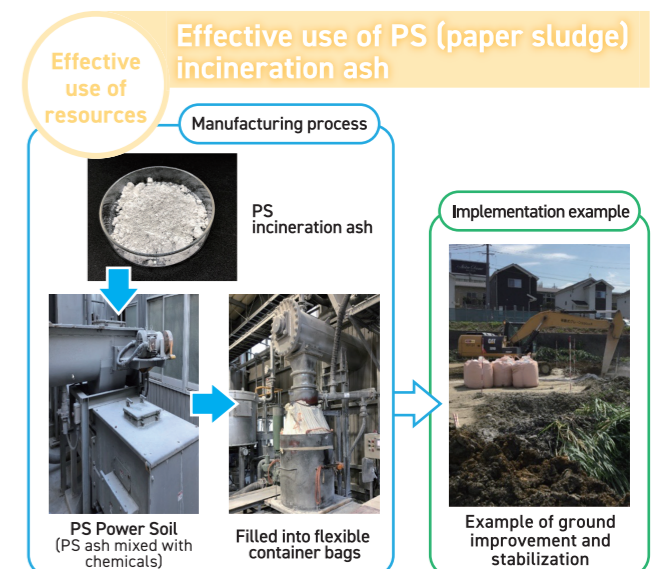 Effective
use of
resources
Effective use of PS (paper sludge)
incineration ash
Manufacturing process
PS
incineration ash
PS Power Soil
(PS ash mixed with
chemicals)
Filled into flexible
container bags
Implementation example
CAT
Example of ground
improvement and
stabilization